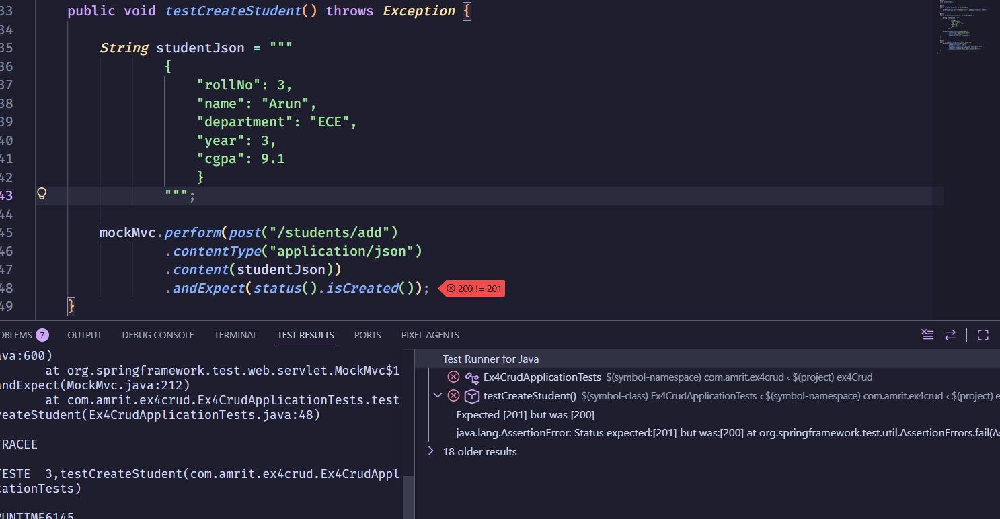 33 public void testCreateStudent() throws Exception {
34
35 String studentJson = """
36 {
37 "rollNo": 3,
38 "name": "Arun",
39 "department": "ECE",
40 "year": 3,
41 "cgpa": 9.1
42 }
43 """;
44
45 mockMvc.perform(post("/students/add")
46 .contentType("application/json")
47 .content(studentJson))
48 .andExpect(status().isCreated()); 200 != 201
49 }
OBLEMS 7 OUTPUT DEBUG CONSOLE TERMINAL TEST RESULTS PORTS PIXEL AGENTS
ava:600)
at org.springframework.test.web.servlet.MockMvc$1
andExpect(MockMvc.java:212)
at com.amrit.ex4crud.Ex4CrudApplicationTests.test
reateStudent(Ex4CrudApplicationTests.java:48)
TRACEE
TESTE 3,testCreateStudent(com.amrit.ex4crud.Ex4CrudAppl
cationTests)
RUNTIME6145
Test Runner for Java
Ex4CrudApplicationTests $(symbol-namespace) com.amrit.ex4crud ‹ $(project) ex4Crud
testCreateStudent() $(symbol-class) Ex4CrudApplicationTests ‹ $(symbol-namespace) com.amrit.ex4crud ‹ $(project) e
Expected [201] but was [200]
java.lang.AssertionError: Status expected:[201] but was:[200] at org.springframework.test.util.AssertionErrors.fail(As
18 older results